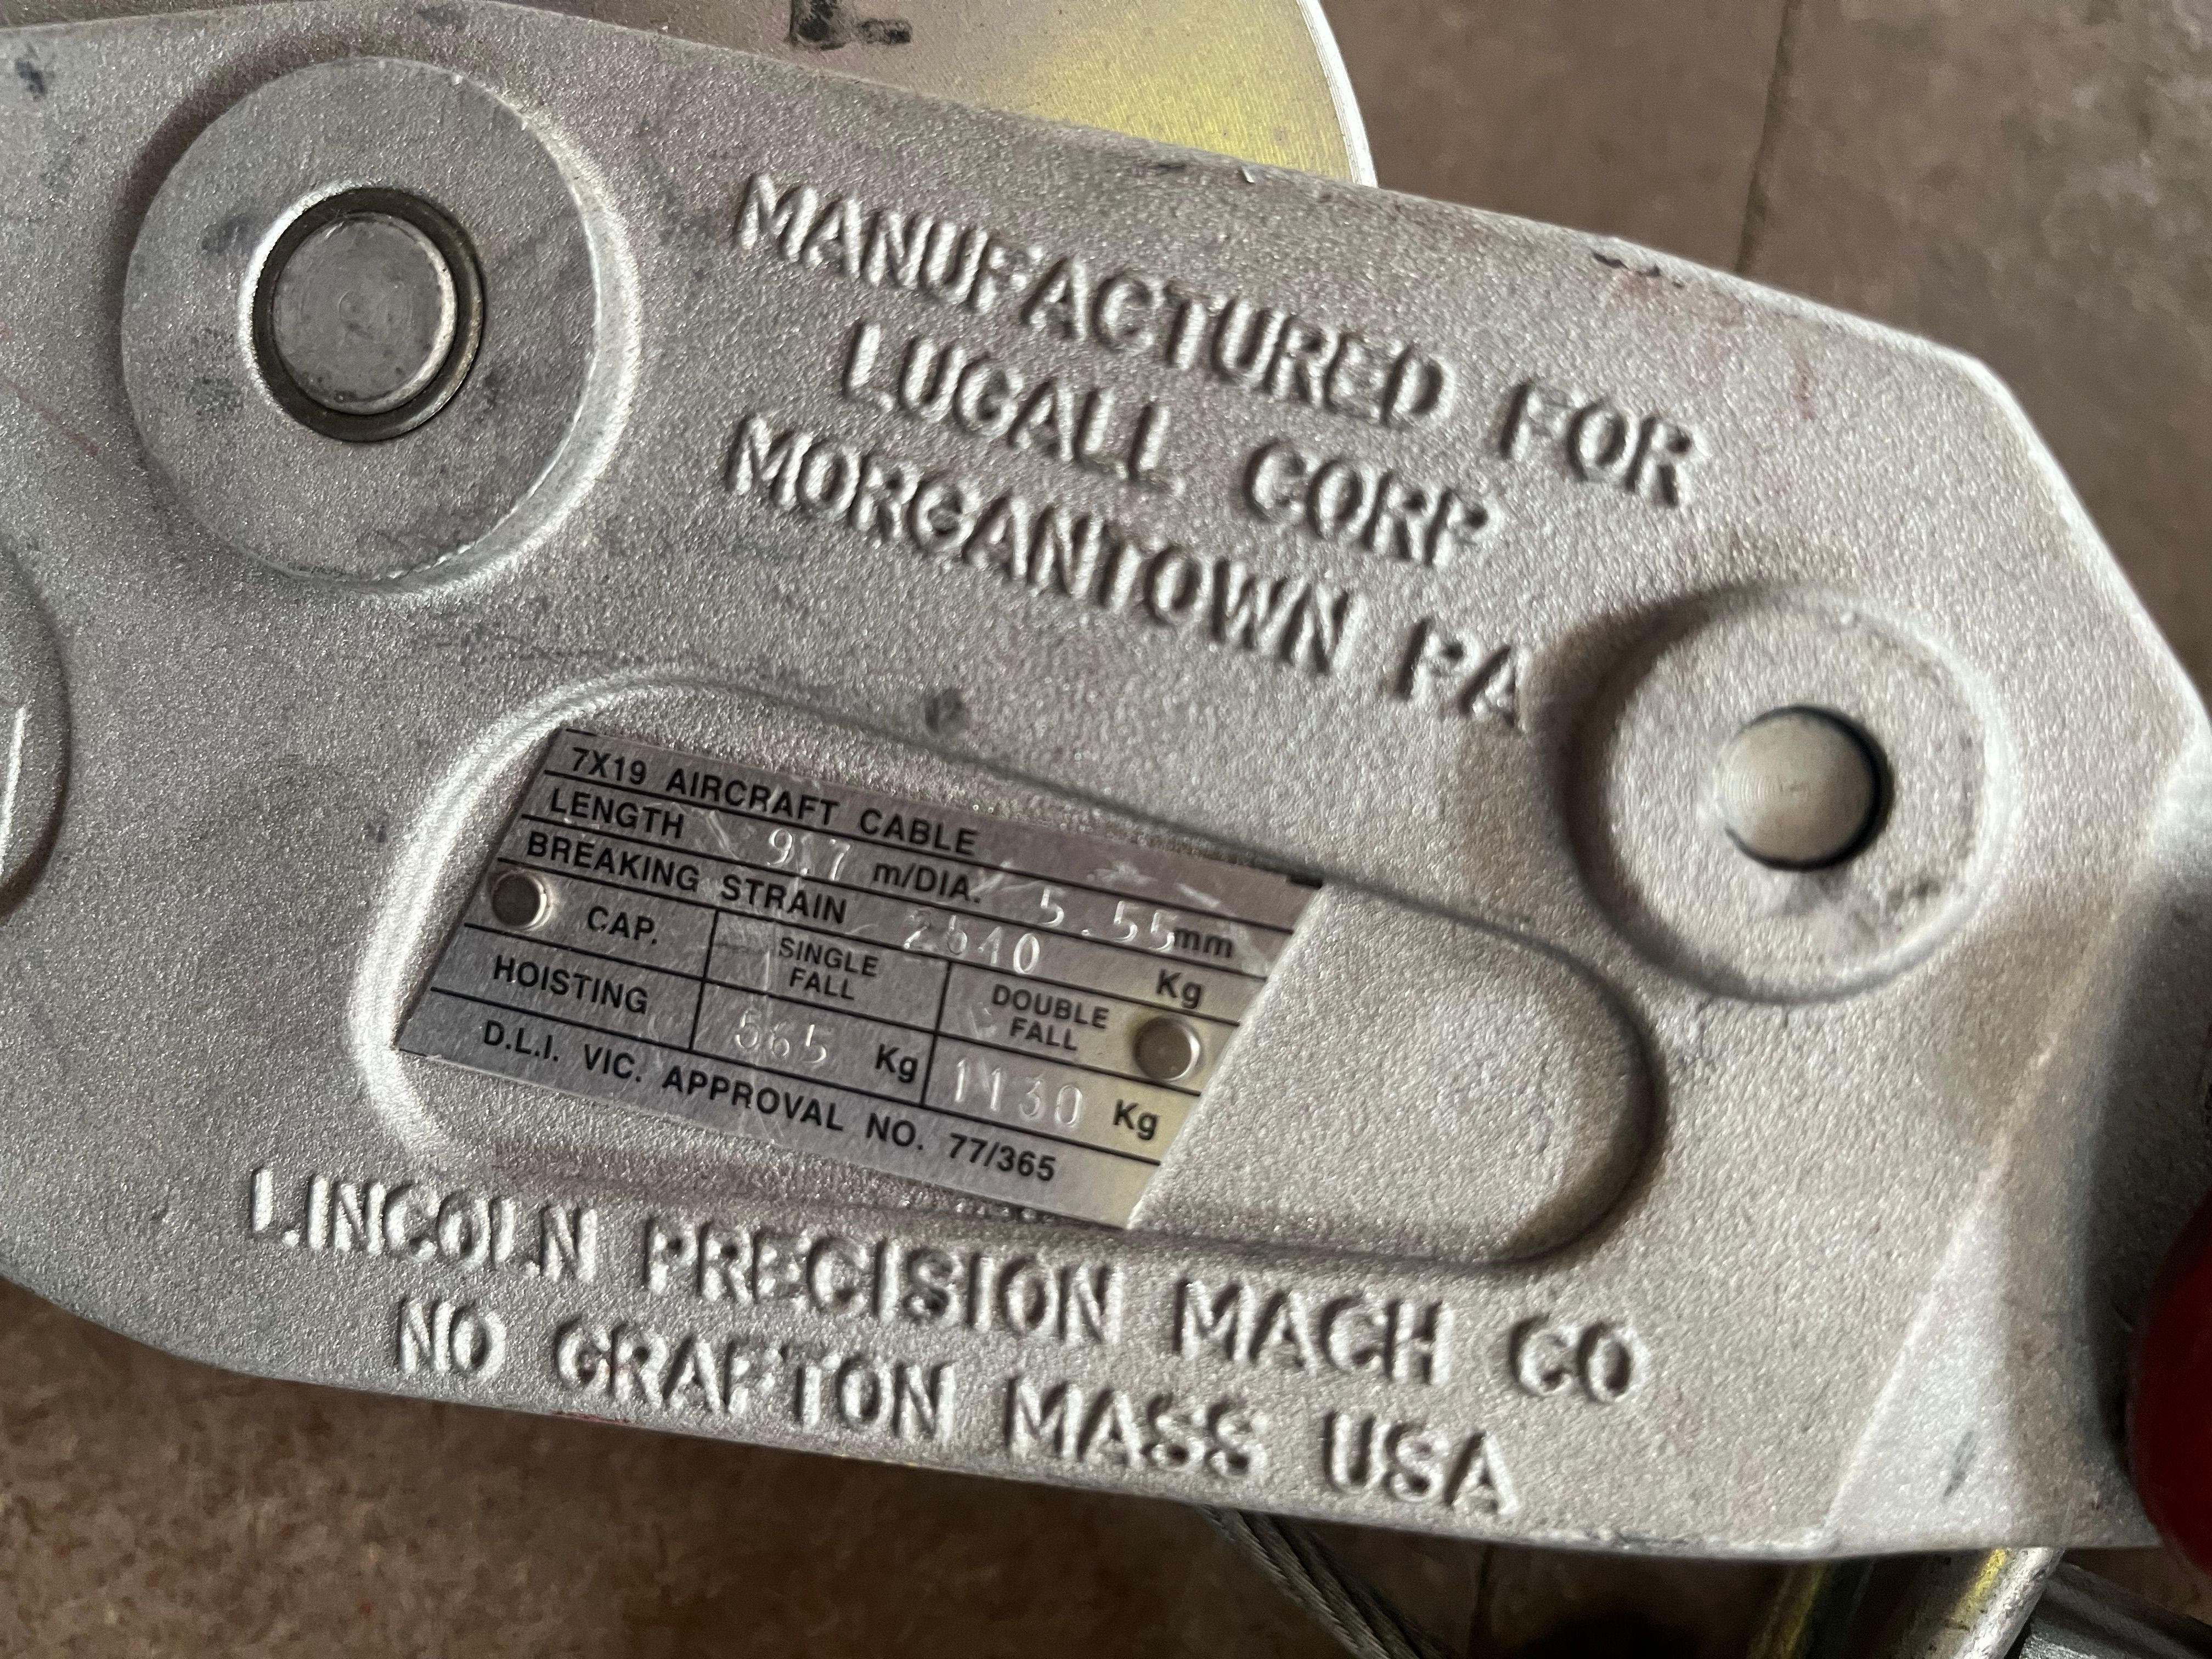 MANUFACTURED FOR
LUGALL CORP
MORGANTOWN PA
7X19 AIRCRAFT CABLE
LENGTH 9.7 m/DIA. 5.55mm
BREAKING STRAIN 2540 Kg
CAP. SINGLE FALL DOUBLE FALL
HOISTING 565 Kg 1130 Kg
D.L.I. VIC. APPROVAL NO. 77/365
LINCOLN PRECISION MACH CO
NO GRAFTON MASS USA